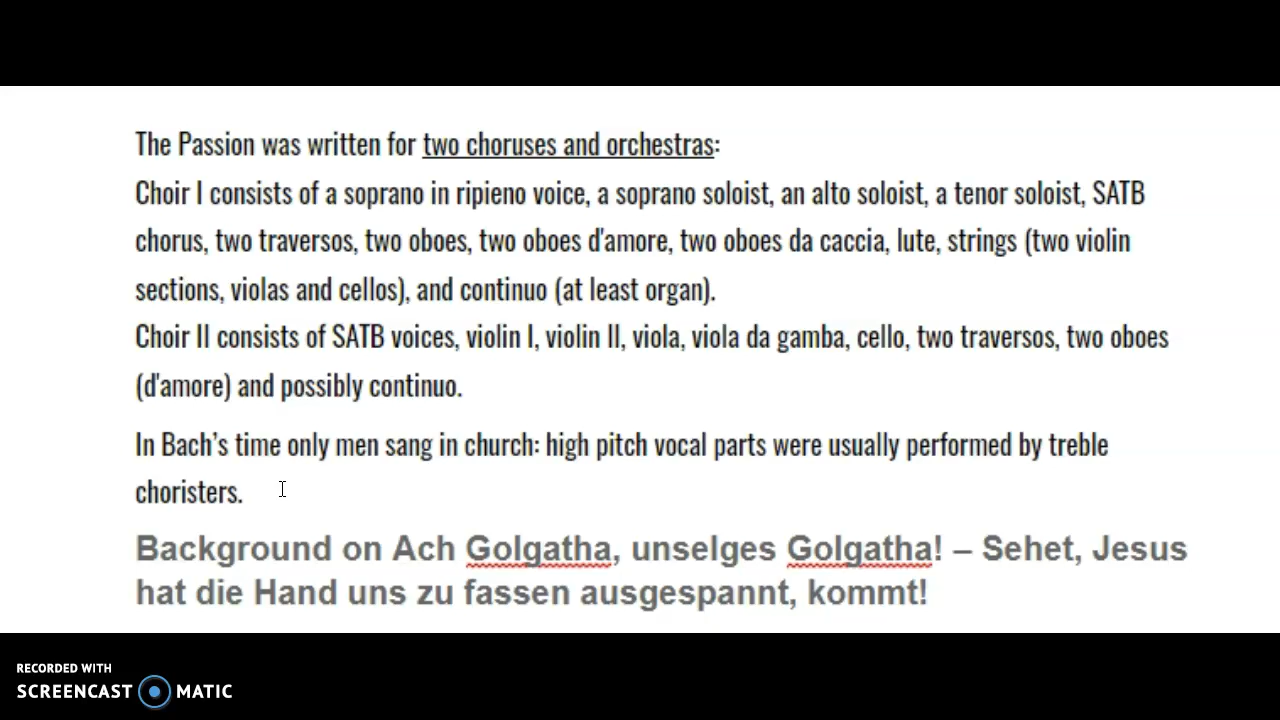 The Passion was written for two choruses and orchestras:
Choir I consists of a soprano in ripieno voice, a soprano soloist, an alto soloist, a tenor soloist, SATB
chorus, two traversos, two oboes, two oboes d'amore, two oboes da caccia, lute, strings (two violin
sections, violas and cellos), and continuo (at least organ).
Choir II consists of SATB voices, violin I, violin II, viola, viola da gamba, cello, two traversos, two oboes
(d'amore) and possibly continuo.
In Bach’s time only men sang in church: high pitch vocal parts were usually performed by treble
choristers.
Background on Ach Golgatha, unselges Golgatha! – Sehet, Jesus
hat die Hand uns zu fassen ausgespannt, kommt!
RECORDED WITH
SCREENCAST MATIC